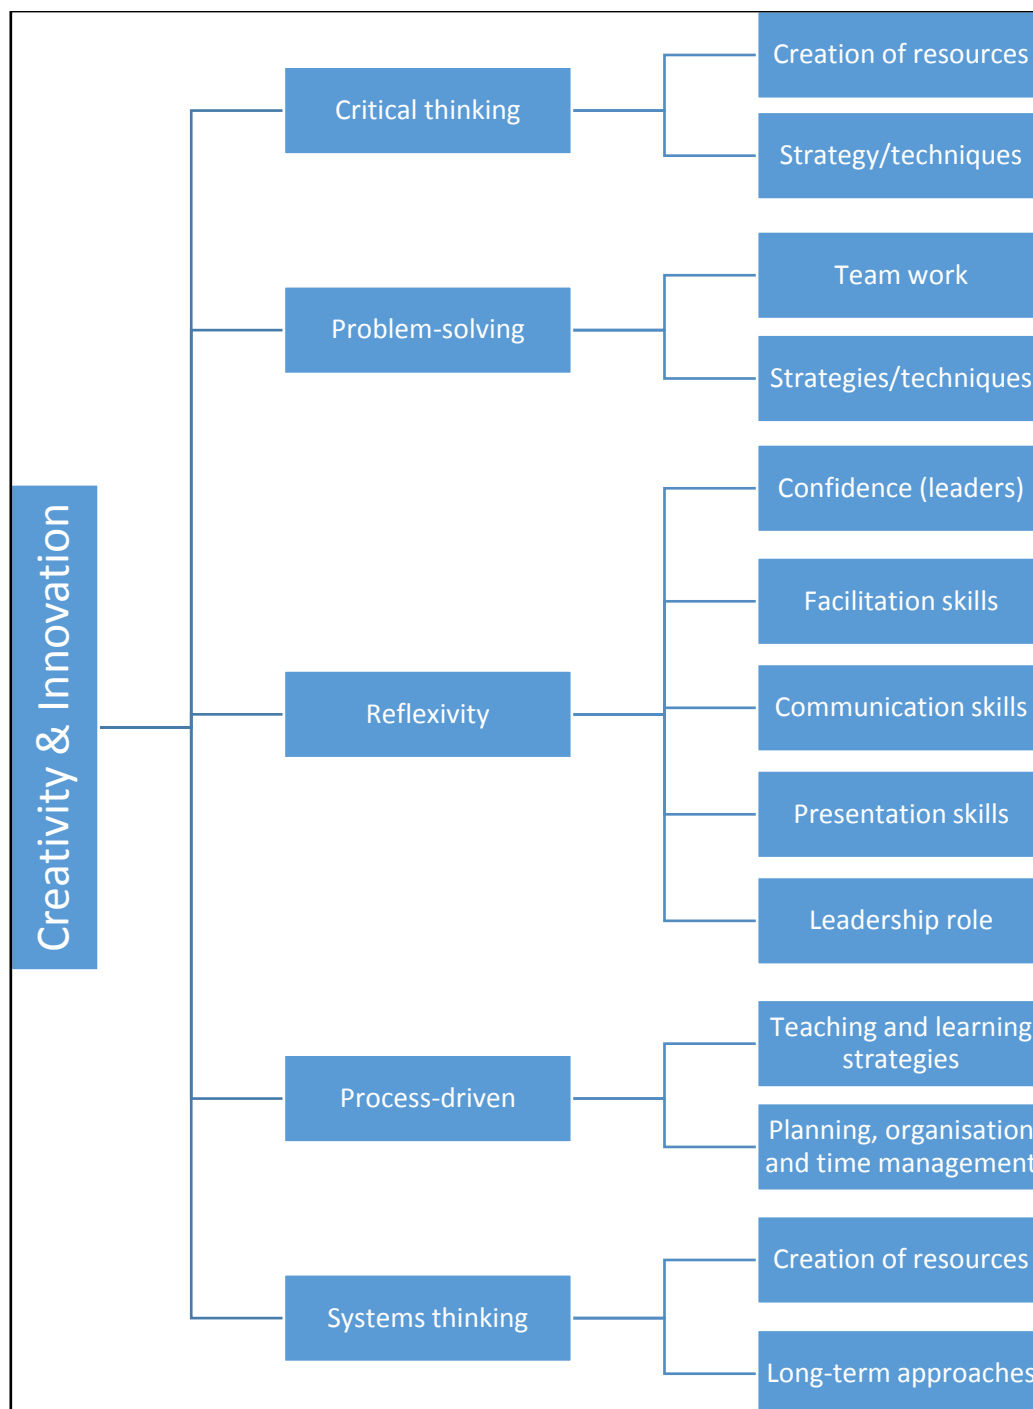 Creativity & Innovation
Critical thinking
Creation of resources
Strategy/techniques
Problem-solving
Team work
Strategies/techniques
Reflexivity
Confidence (leaders)
Facilitation skills
Communication skills
Presentation skills
Leadership role
Process-driven
Teaching and learning
strategies
Planning, organisation
and time management
Systems thinking
Creation of resources
Long-term approaches